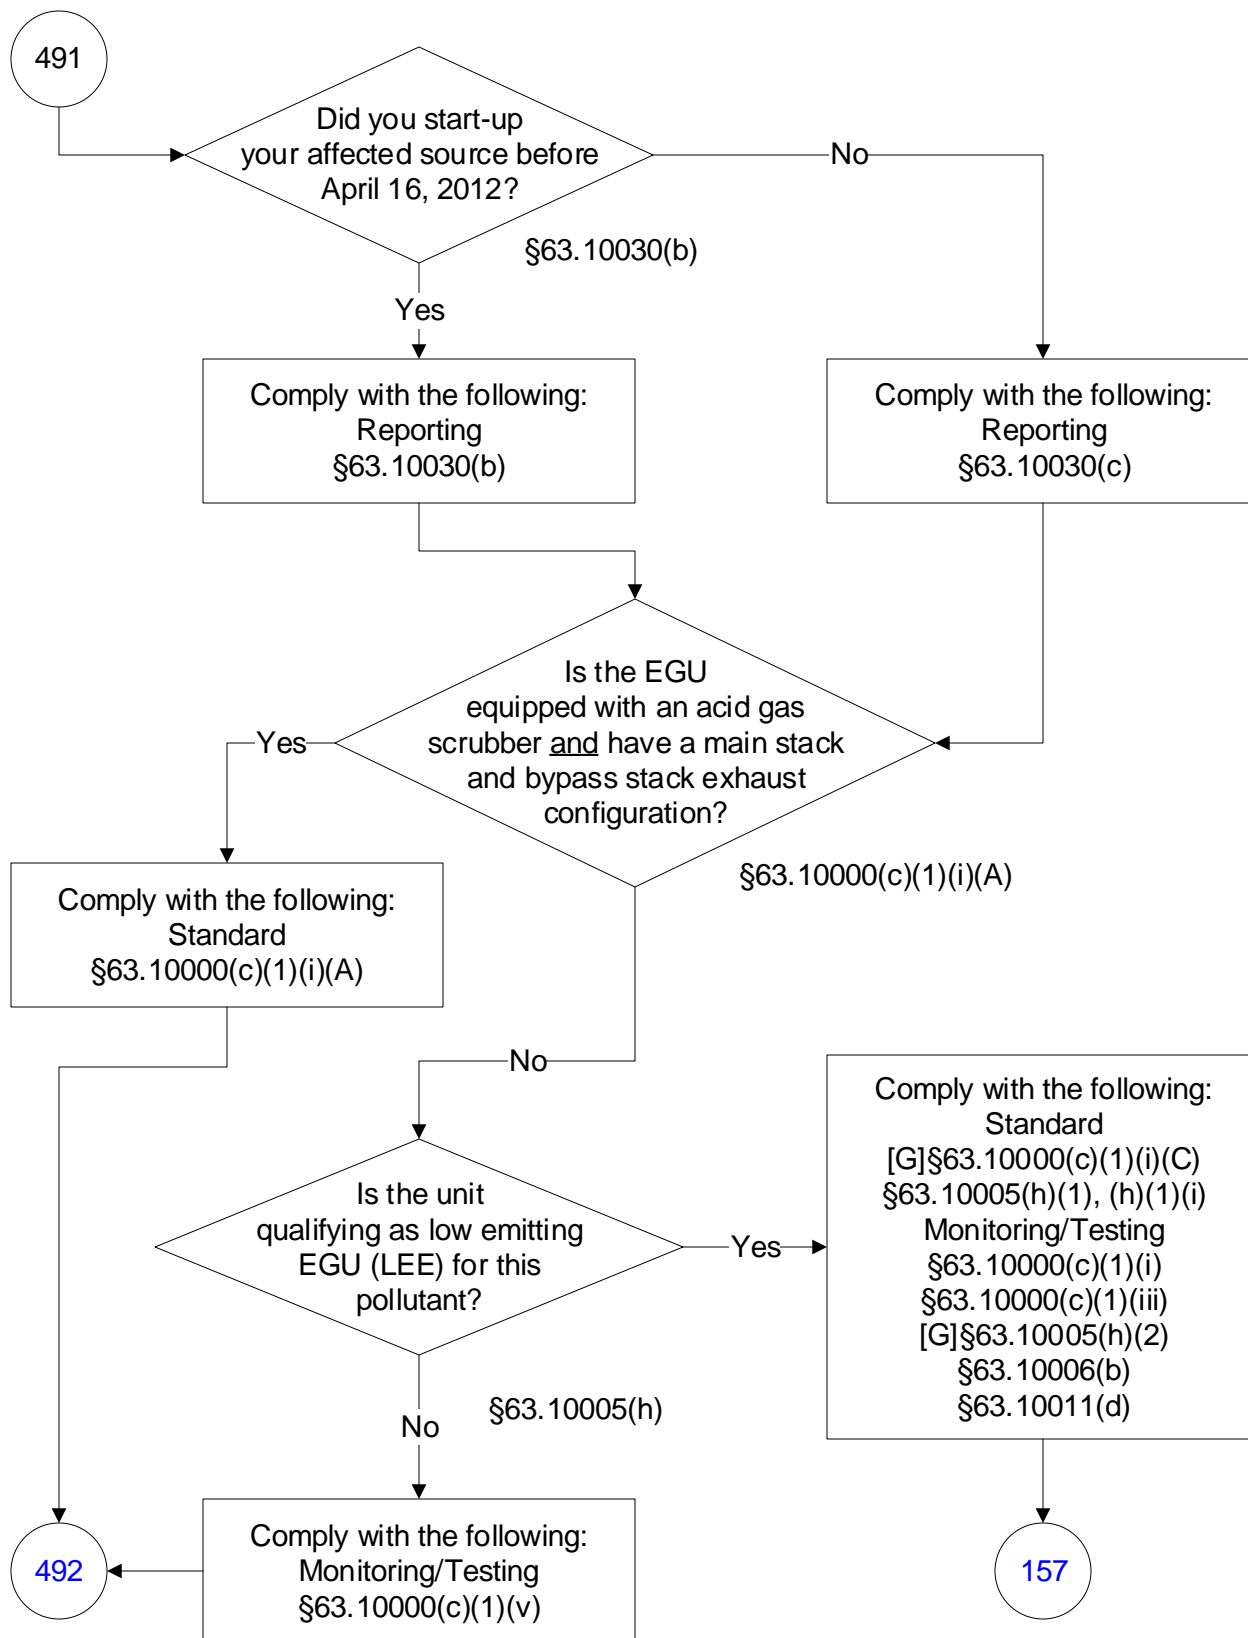 491
Did you start-up
your affected source before
April 16, 2012?
No
§63.10030(b)
Yes
Comply with the following:
Reporting
§63.10030(b)
Comply with the following:
Reporting
§63.10030(c)
Is the EGU
equipped with an acid gas
scrubber and have a main stack
and bypass stack exhaust
configuration?
Yes
§63.10000(c)(1)(i)(A)
Comply with the following:
Standard
§63.10000(c)(1)(i)(A)
No
Is the unit
qualifying as low emitting
EGU (LEE) for this
pollutant?
Yes
Comply with the following:
Standard
[G]§63.10000(c)(1)(i)(C)
§63.10005(h)(1), (h)(1)(i)
Monitoring/Testing
§63.10000(c)(1)(i)
§63.10000(c)(1)(iii)
[G]§63.10005(h)(2)
§63.10006(b)
§63.10011(d)
§63.10005(h)
No
Comply with the following:
Monitoring/Testing
§63.10000(c)(1)(v)
492
157